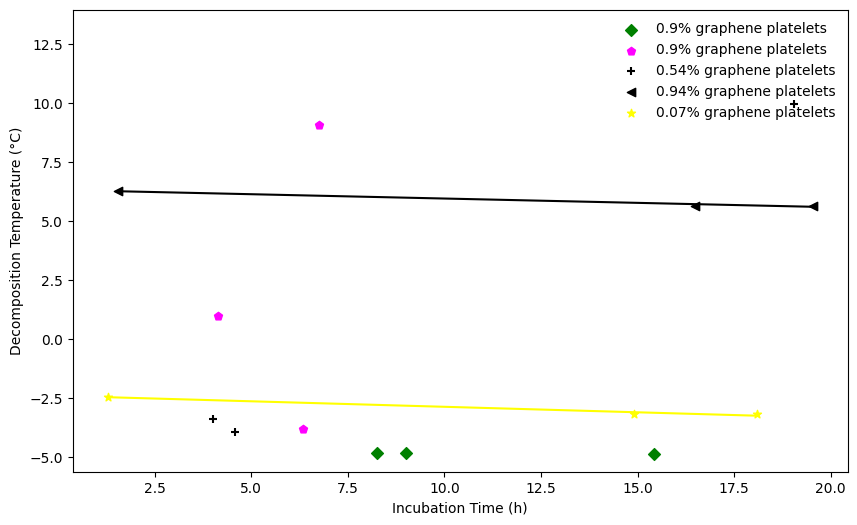 0.9% graphene platelets
0.9% graphene platelets
0.54% graphene platelets
0.94% graphene platelets
0.07% graphene platelets
12.5
10.0
7.5
5.0
2.5
0.0
−2.5
−5.0
Decomposition Temperature (°C)
2.5 5.0 7.5 10.0 12.5 15.0 17.5 20.0
Incubation Time (h)